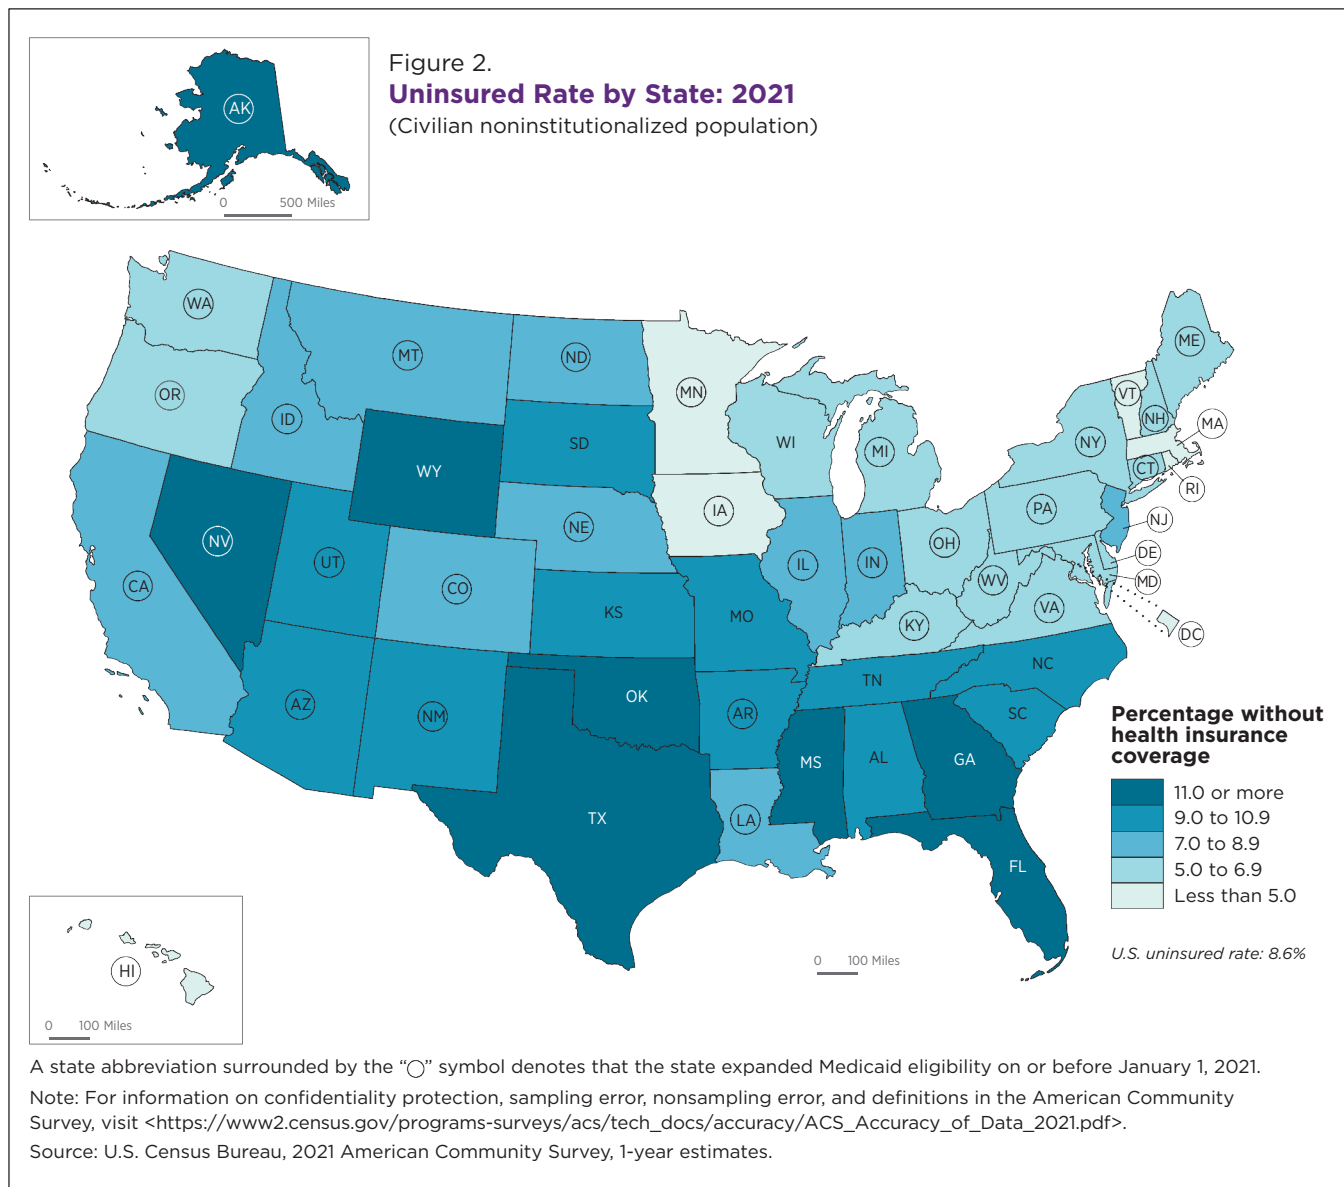 Figure 2.
Uninsured Rate by State: 2021
(Civilian noninstitutionalized population)
AK
0 500 Miles
WA
OR
ID
MT
ND
SD
WY
NV
UT
CA
CO
NE
KS
AZ
NM
OK
TX
MN
IA
MO
AR
LA
WI
MI
IL
IN
OH
KY
TN
MS
AL
GA
FL
SC
NC
WV
VA
PA
NY
VT
NH
ME
MA
CT
RI
NJ
DE
MD
DC
Percentage without
health insurance
coverage
11.0 or more
9.0 to 10.9
7.0 to 8.9
5.0 to 6.9
Less than 5.0
U.S. uninsured rate: 8.6%
0 100 Miles
HI
0 100 Miles
A state abbreviation surrounded by the “○” symbol denotes that the state expanded Medicaid eligibility on or before January 1, 2021.
Note: For information on confidentiality protection, sampling error, nonsampling error, and definitions in the American Community
Survey, visit <https://www2.census.gov/programs-surveys/acs/tech_docs/accuracy/ACS_Accuracy_of_Data_2021.pdf>.
Source: U.S. Census Bureau, 2021 American Community Survey, 1-year estimates.